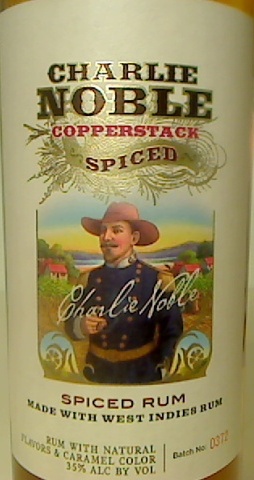 CHARLIE
NOBLE
COPPERSTACK
SPICED
Charlie Noble
SPICED RUM
MADE WITH WEST INDIES RUM
RUM WITH NATURAL
FLAVORS & CARAMEL COLOR
35% ALC BY VOL
Batch No: 0372